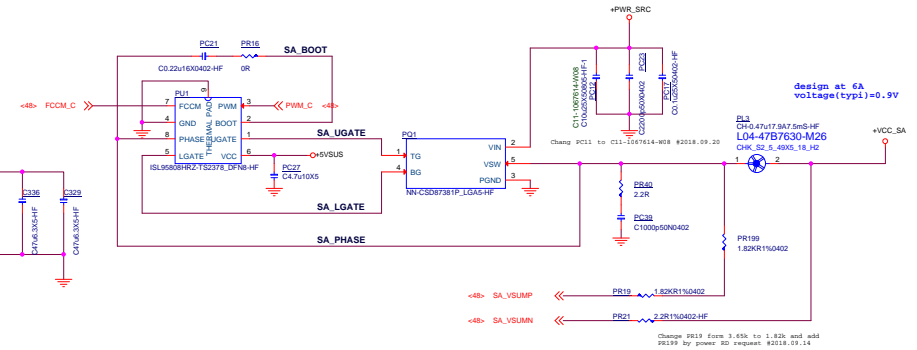 +PWR_SRC
PC21
PR16
SA_BOOT
C0.22u16X0402-HF
0R
PU1
9
<48> FCCM_C
7 FCCM
PWM 3
PWM_C <48>
4 GND
BOOT 2
8 PHASE
UGATE 1
5 LGATE
VCC 6
THERMAL PAD
ISL95808HRZ-TS2378_DFN8-HF
+5VSUS
PC27
C4.7u10X5
SA_UGATE
SA_LGATE
SA_PHASE
PQ1
1 TG
4 BG
VIN 2
VSW 5
PGND 3
NN-CSD87381P_LGA5-HF
C11-1067614-W08
C10u25X50805-HF-1
PC12
PC23
C2200p50X0402
PC17
C0.1u25X50402-HF
Chang PC11 to C11-1067614-W08 @2018.09.20
design at 6A
voltage(typi)=0.9V
PL3
CH-0.47u17.9A7.5mS-HF
L04-47B7630-M26
CHK_S2_5_49X5_18_H2
1
2
+VCC_SA
PR40
2.2R
PC39
C1000p50N0402
PR199
1.82KR1%0402
C336
C47u6.3X5-HF
C329
C47u6.3X5-HF
<48> SA_VSUMP
PR19
1.82KR1%0402
<48> SA_VSUMN
PR21
2.2R1%0402-HF
Change PR19 form 3.65k to 1.82k and add
PR199 by power RD request @2018.09.14